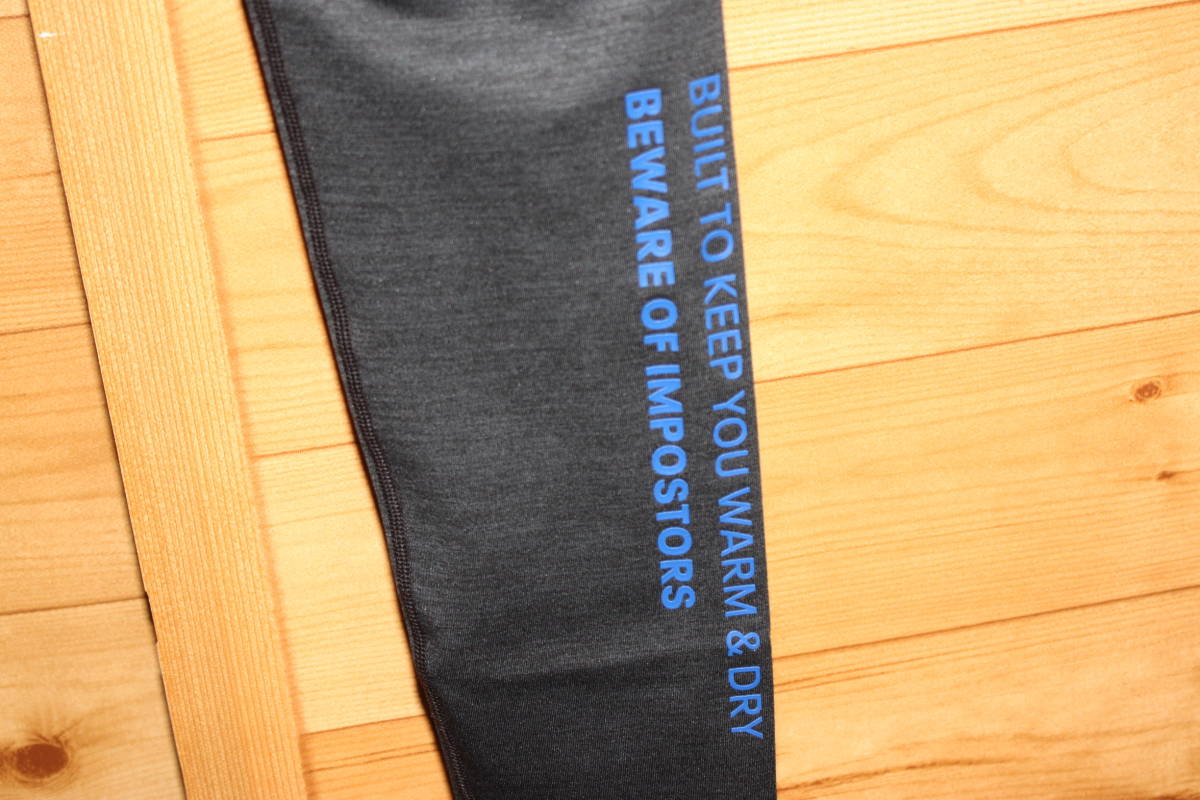 BUILT TO KEEP YOU WARM & DRY
BEWARE OF IMPOSTORS